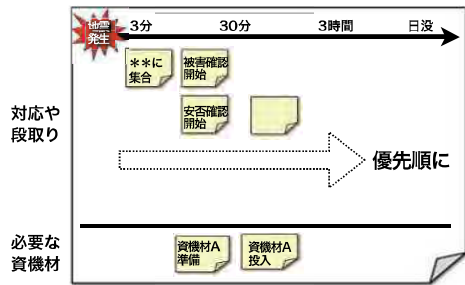 地震
発生
3分 30分 3時間 日没
**に
集合
被害確認
開始
対応や
段取り
安否確認
開始
優先順に
必要な
資機材
資機材A
準備
資機材A
投入